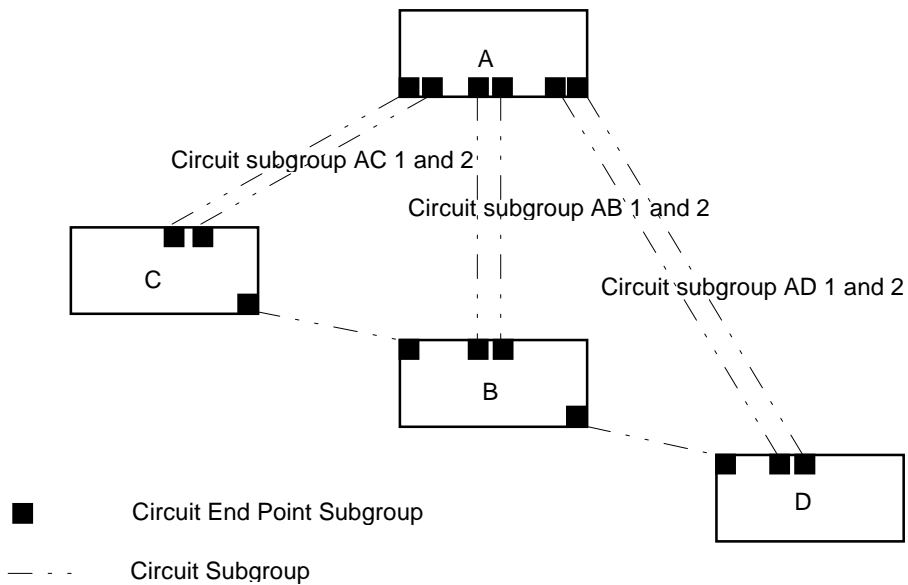 A
Circuit subgroup AC 1 and 2
Circuit subgroup AB 1 and 2
C
Circuit subgroup AD 1 and 2
B
D
Circuit End Point Subgroup
Circuit Subgroup